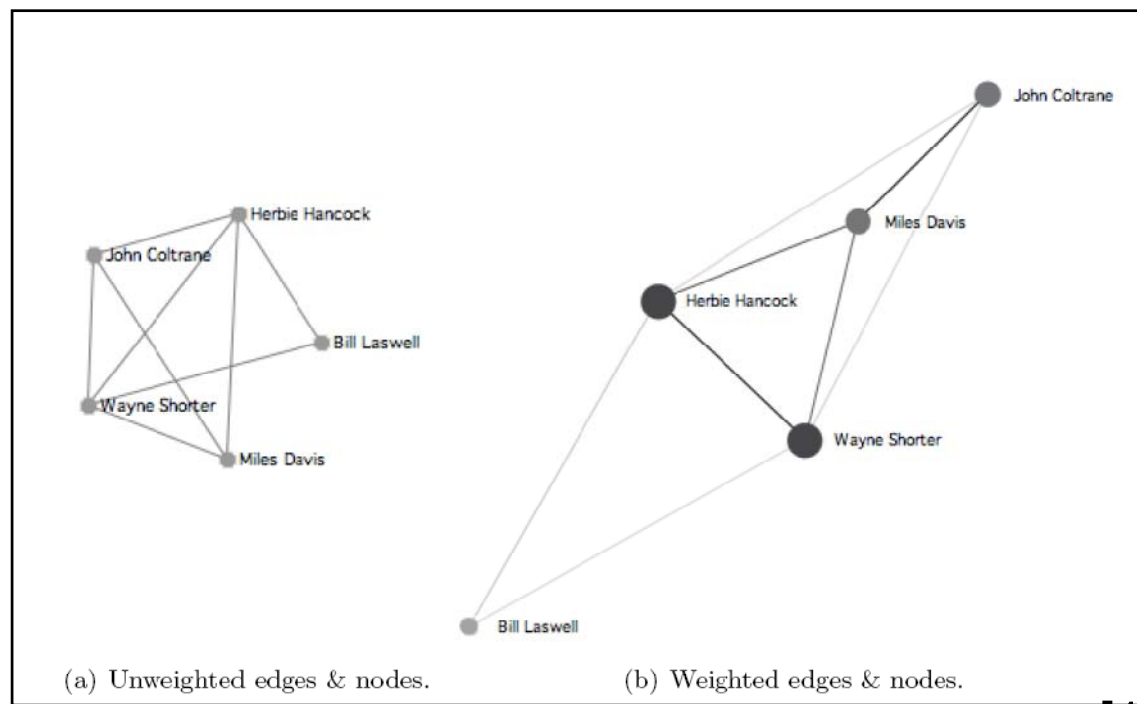 Herbie Hancock
John Coltrane
Bill Laswell
Wayne Shorter
Miles Davis
(a) Unweighted edges & nodes.
John Coltrane
Miles Davis
Herbie Hancock
Wayne Shorter
Bill Laswell
(b) Weighted edges & nodes.